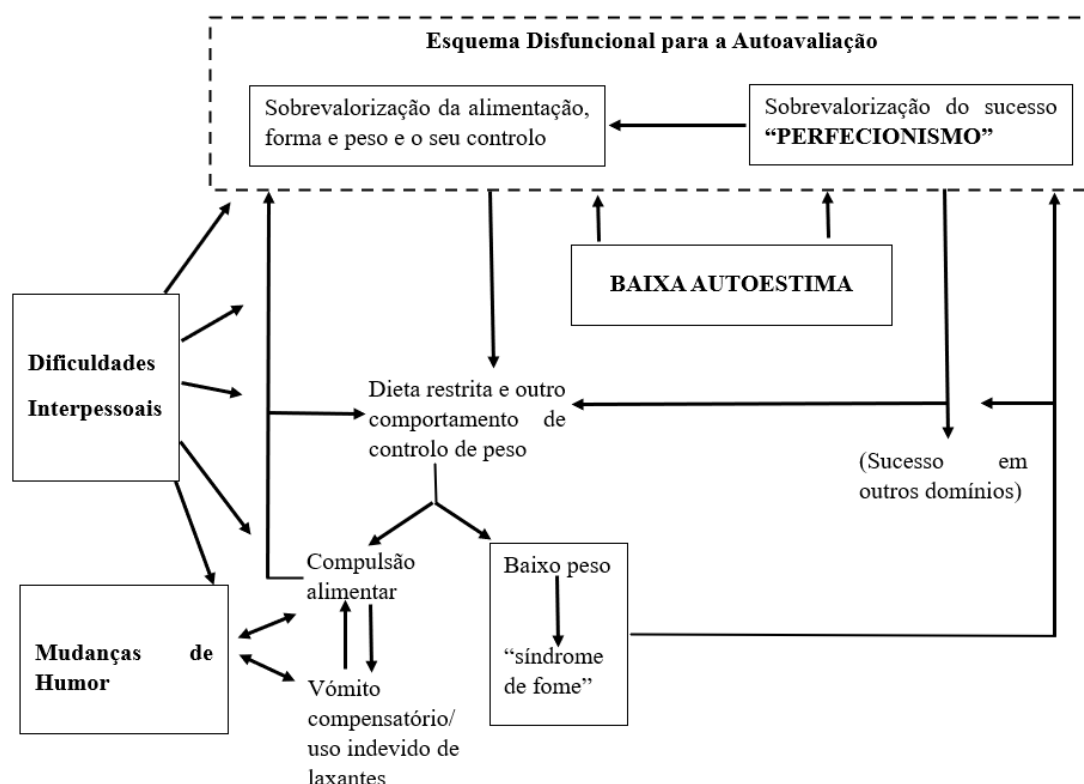 Esquema Disfuncional para a Autoavaliação
Sobrevalorização da alimentação,
forma e peso e o seu controlo
Sobrevalorização do sucesso
“PERFECIONISMO”
BAIXA AUTOESTIMA
Dificuldades
Interpessoais
Dieta restrita e outro
comportamento de
controlo de peso
(Sucesso em
outros domínios)
Compulsão
alimentar
Baixo peso
“síndrome
de fome”
Mudanças de
Humor
Vómito
compensatório/
uso indevido de
laxantes